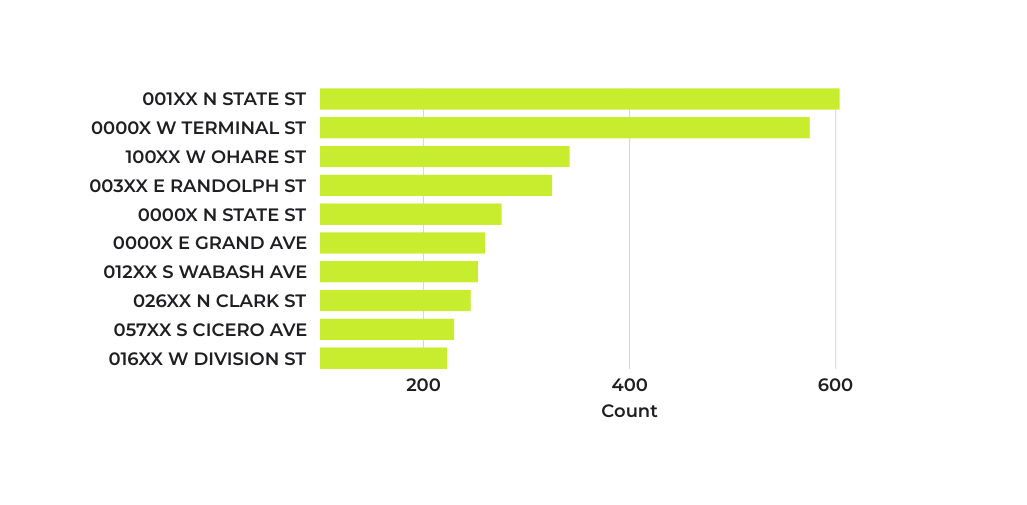 001XX N STATE ST
0000X W TERMINAL ST
100XX W OHARE ST
003XX E RANDOLPH ST
0000X N STATE ST
0000X E GRAND AVE
012XX S WABASH AVE
026XX N CLARK ST
057XX S CICERO AVE
016XX W DIVISION ST
200 400 600
Count